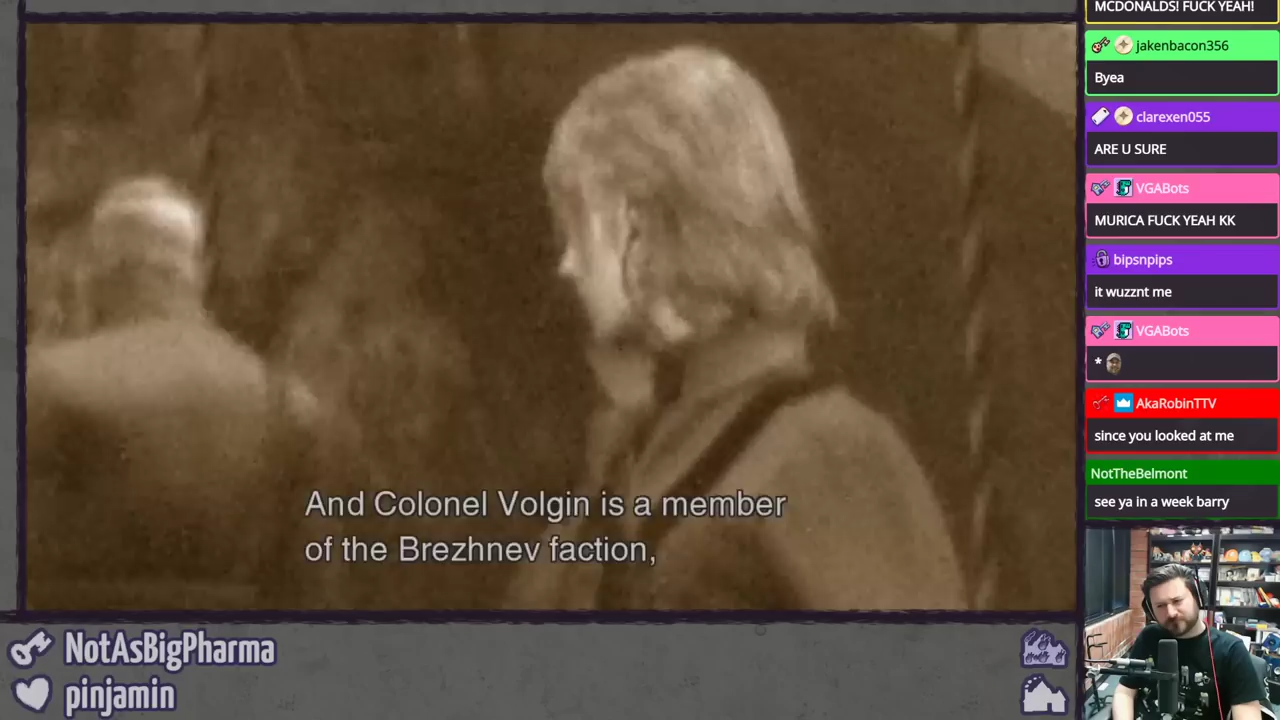 And Colonel Volgin is a member
of the Brezhnev faction,
MCDONALDS! FUCK YEAH!
jakenbacon356
Byea
clarexen055
ARE U SURE
VGABots
MURICA FUCK YEAH KK
bipsnpips
it wuzznt me
VGABots
*
AkaRobinTTV
since you looked at me
NotTheBelmont
see ya in a week barry
NotAsBigPharma
pinjamin